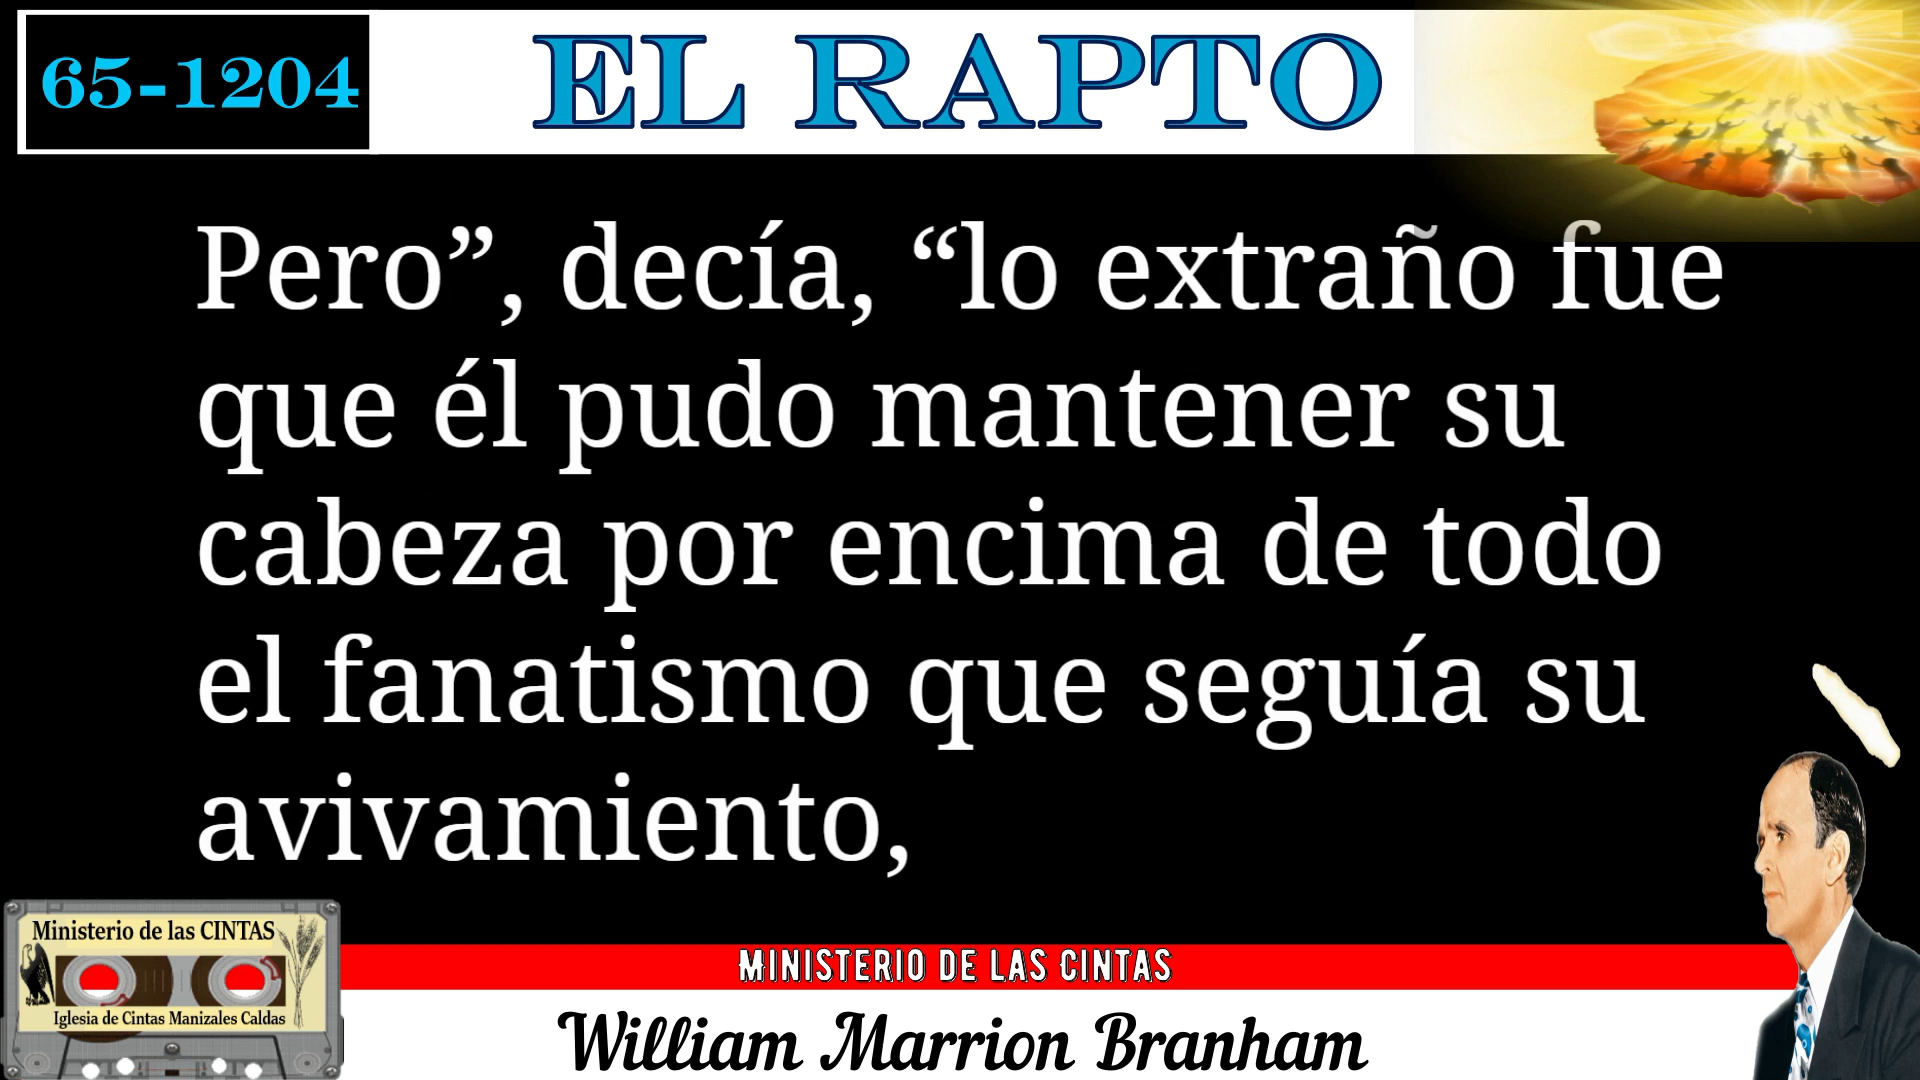 65-1204
EL RAPTO
Pero”, decía, “lo extraño fue
que él pudo mantener su
cabeza por encima de todo
el fanatismo que seguía su
avivamiento,
Ministerio de las CINTAS
Iglesia de Cintas Manizales Caldas
MINISTERIO DE LAS CINTAS
William Marrion Branham